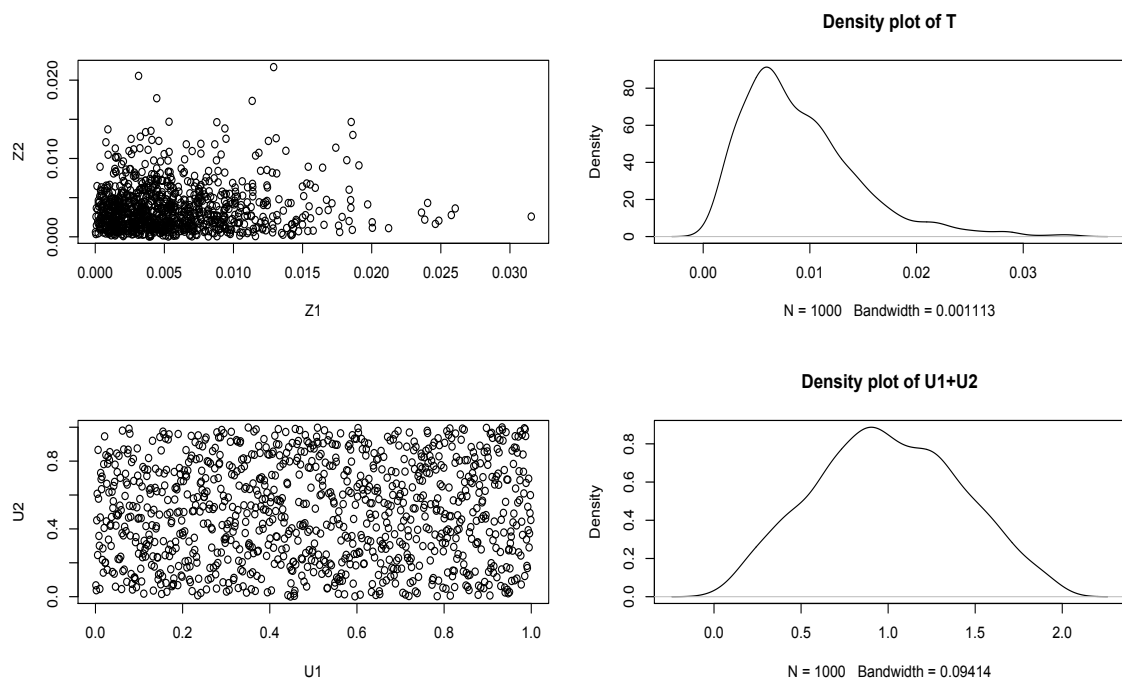 Z2
0.000 0.010 0.020
0.000 0.005 0.010 0.015 0.020 0.025 0.030
Z1
Density plot of T
Density
0 20 40 60 80
0.00 0.01 0.02 0.03
N = 1000 Bandwidth = 0.001113
U2
0.0 0.4 0.8
0.0 0.2 0.4 0.6 0.8 1.0
U1
Density plot of U1+U2
Density
0.0 0.2 0.4 0.6 0.8
0.0 0.5 1.0 1.5 2.0
N = 1000 Bandwidth = 0.09414